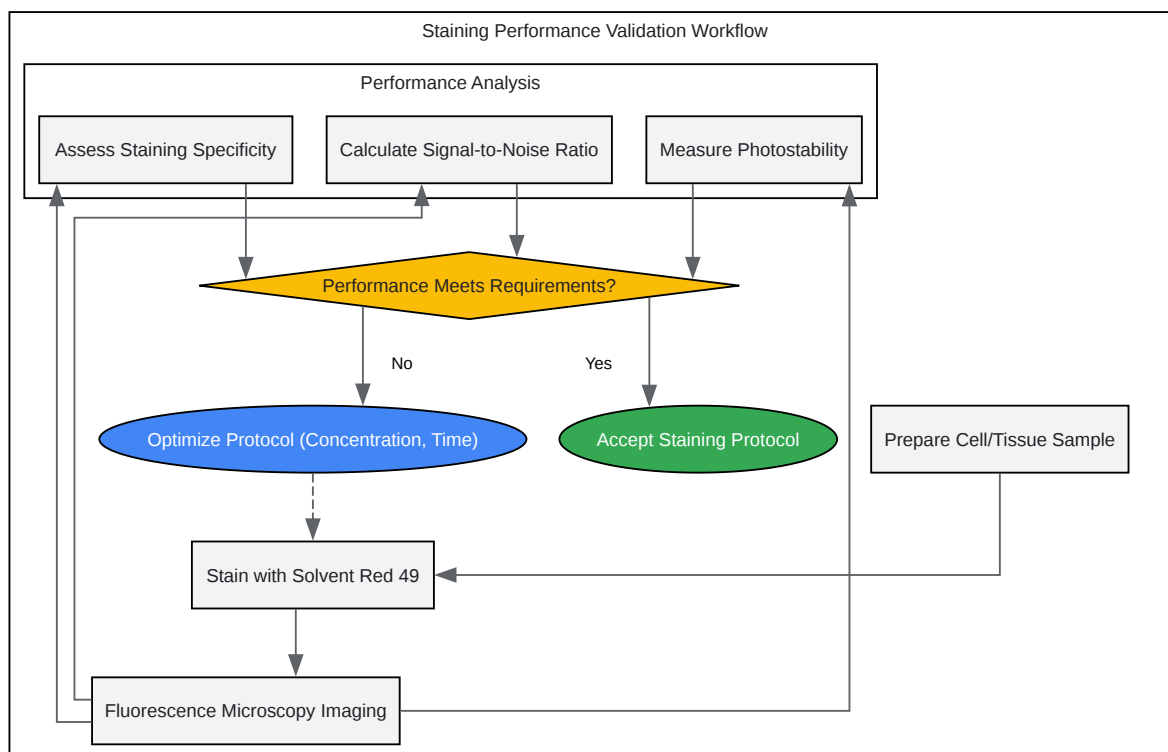 Staining Performance Validation Workflow
Performance Analysis
Assess Staining Specificity
Calculate Signal-to-Noise Ratio
Measure Photostability
Performance Meets Requirements?
No
Yes
Optimize Protocol (Concentration, Time)
Accept Staining Protocol
Prepare Cell/Tissue Sample
Stain with Solvent Red 49
Fluorescence Microscopy Imaging